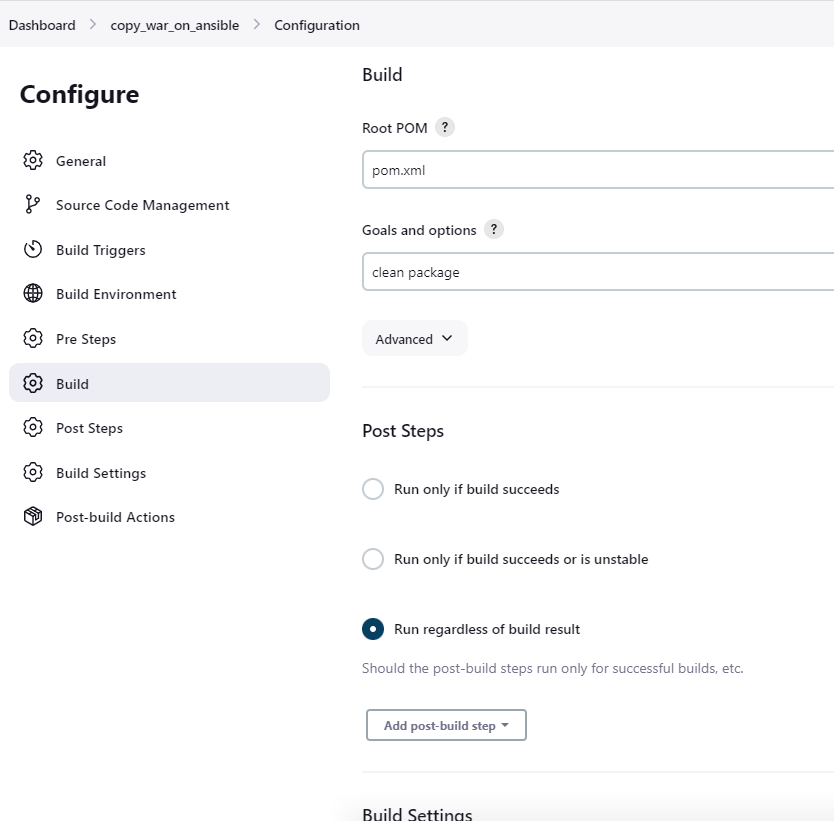 Dashboard > copy_war_on_ansible > Configuration
Configure
General
Source Code Management
Build Triggers
Build Environment
Pre Steps
Build
Post Steps
Build Settings
Post-build Actions
Build
Root POM ?
pom.xml
Goals and options ?
clean package
Advanced
Post Steps
Run only if build succeeds
Run only if build succeeds or is unstable
Run regardless of build result
Should the post-build steps run only for successful builds, etc.
Add post-build step
Build Settings